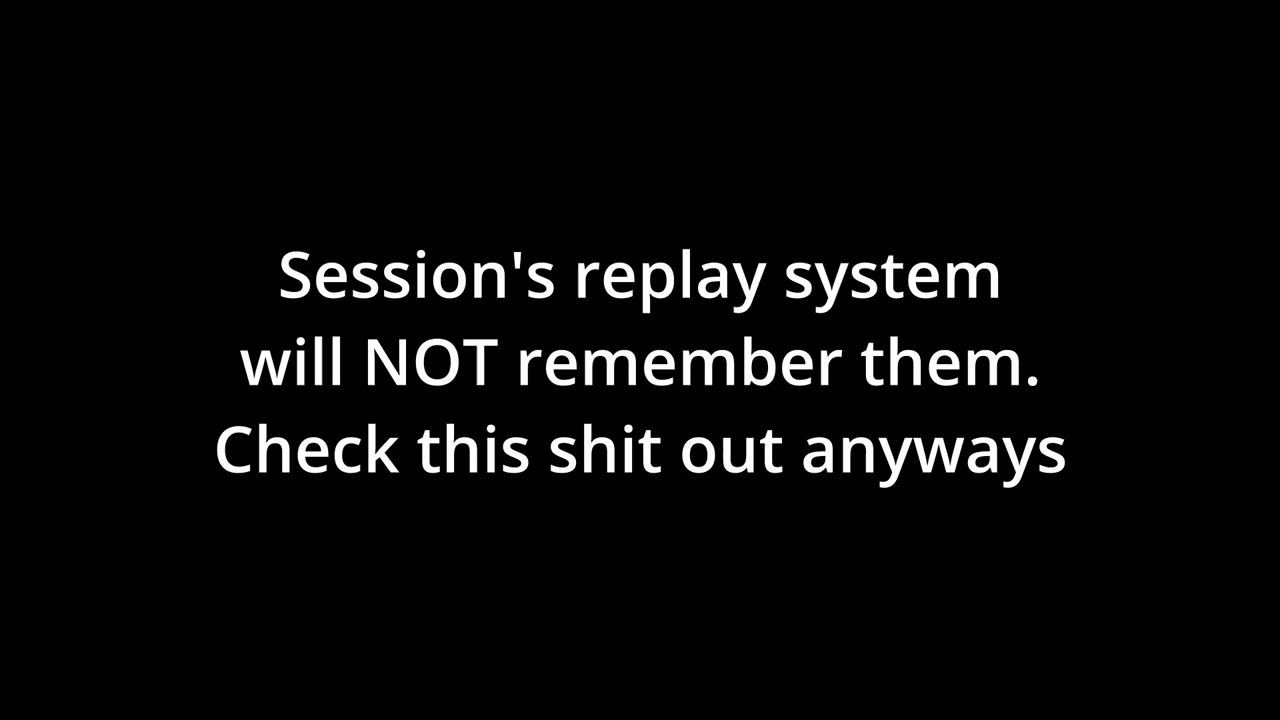 Session's replay system
will NOT remember them.
Check this shit out anyways